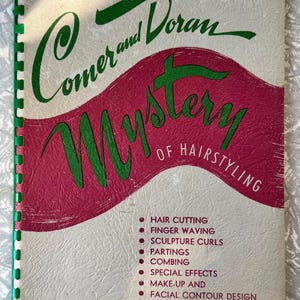 Comer and Doran
Mystery
OF HAIRSTYLING
• HAIR CUTTING
• FINGER WAVING
• SCULPTURE CURLS
• PARTINGS
• COMBING
• SPECIAL EFFECTS
• MAKE-UP AND
FACIAL CONTOUR DESIGN